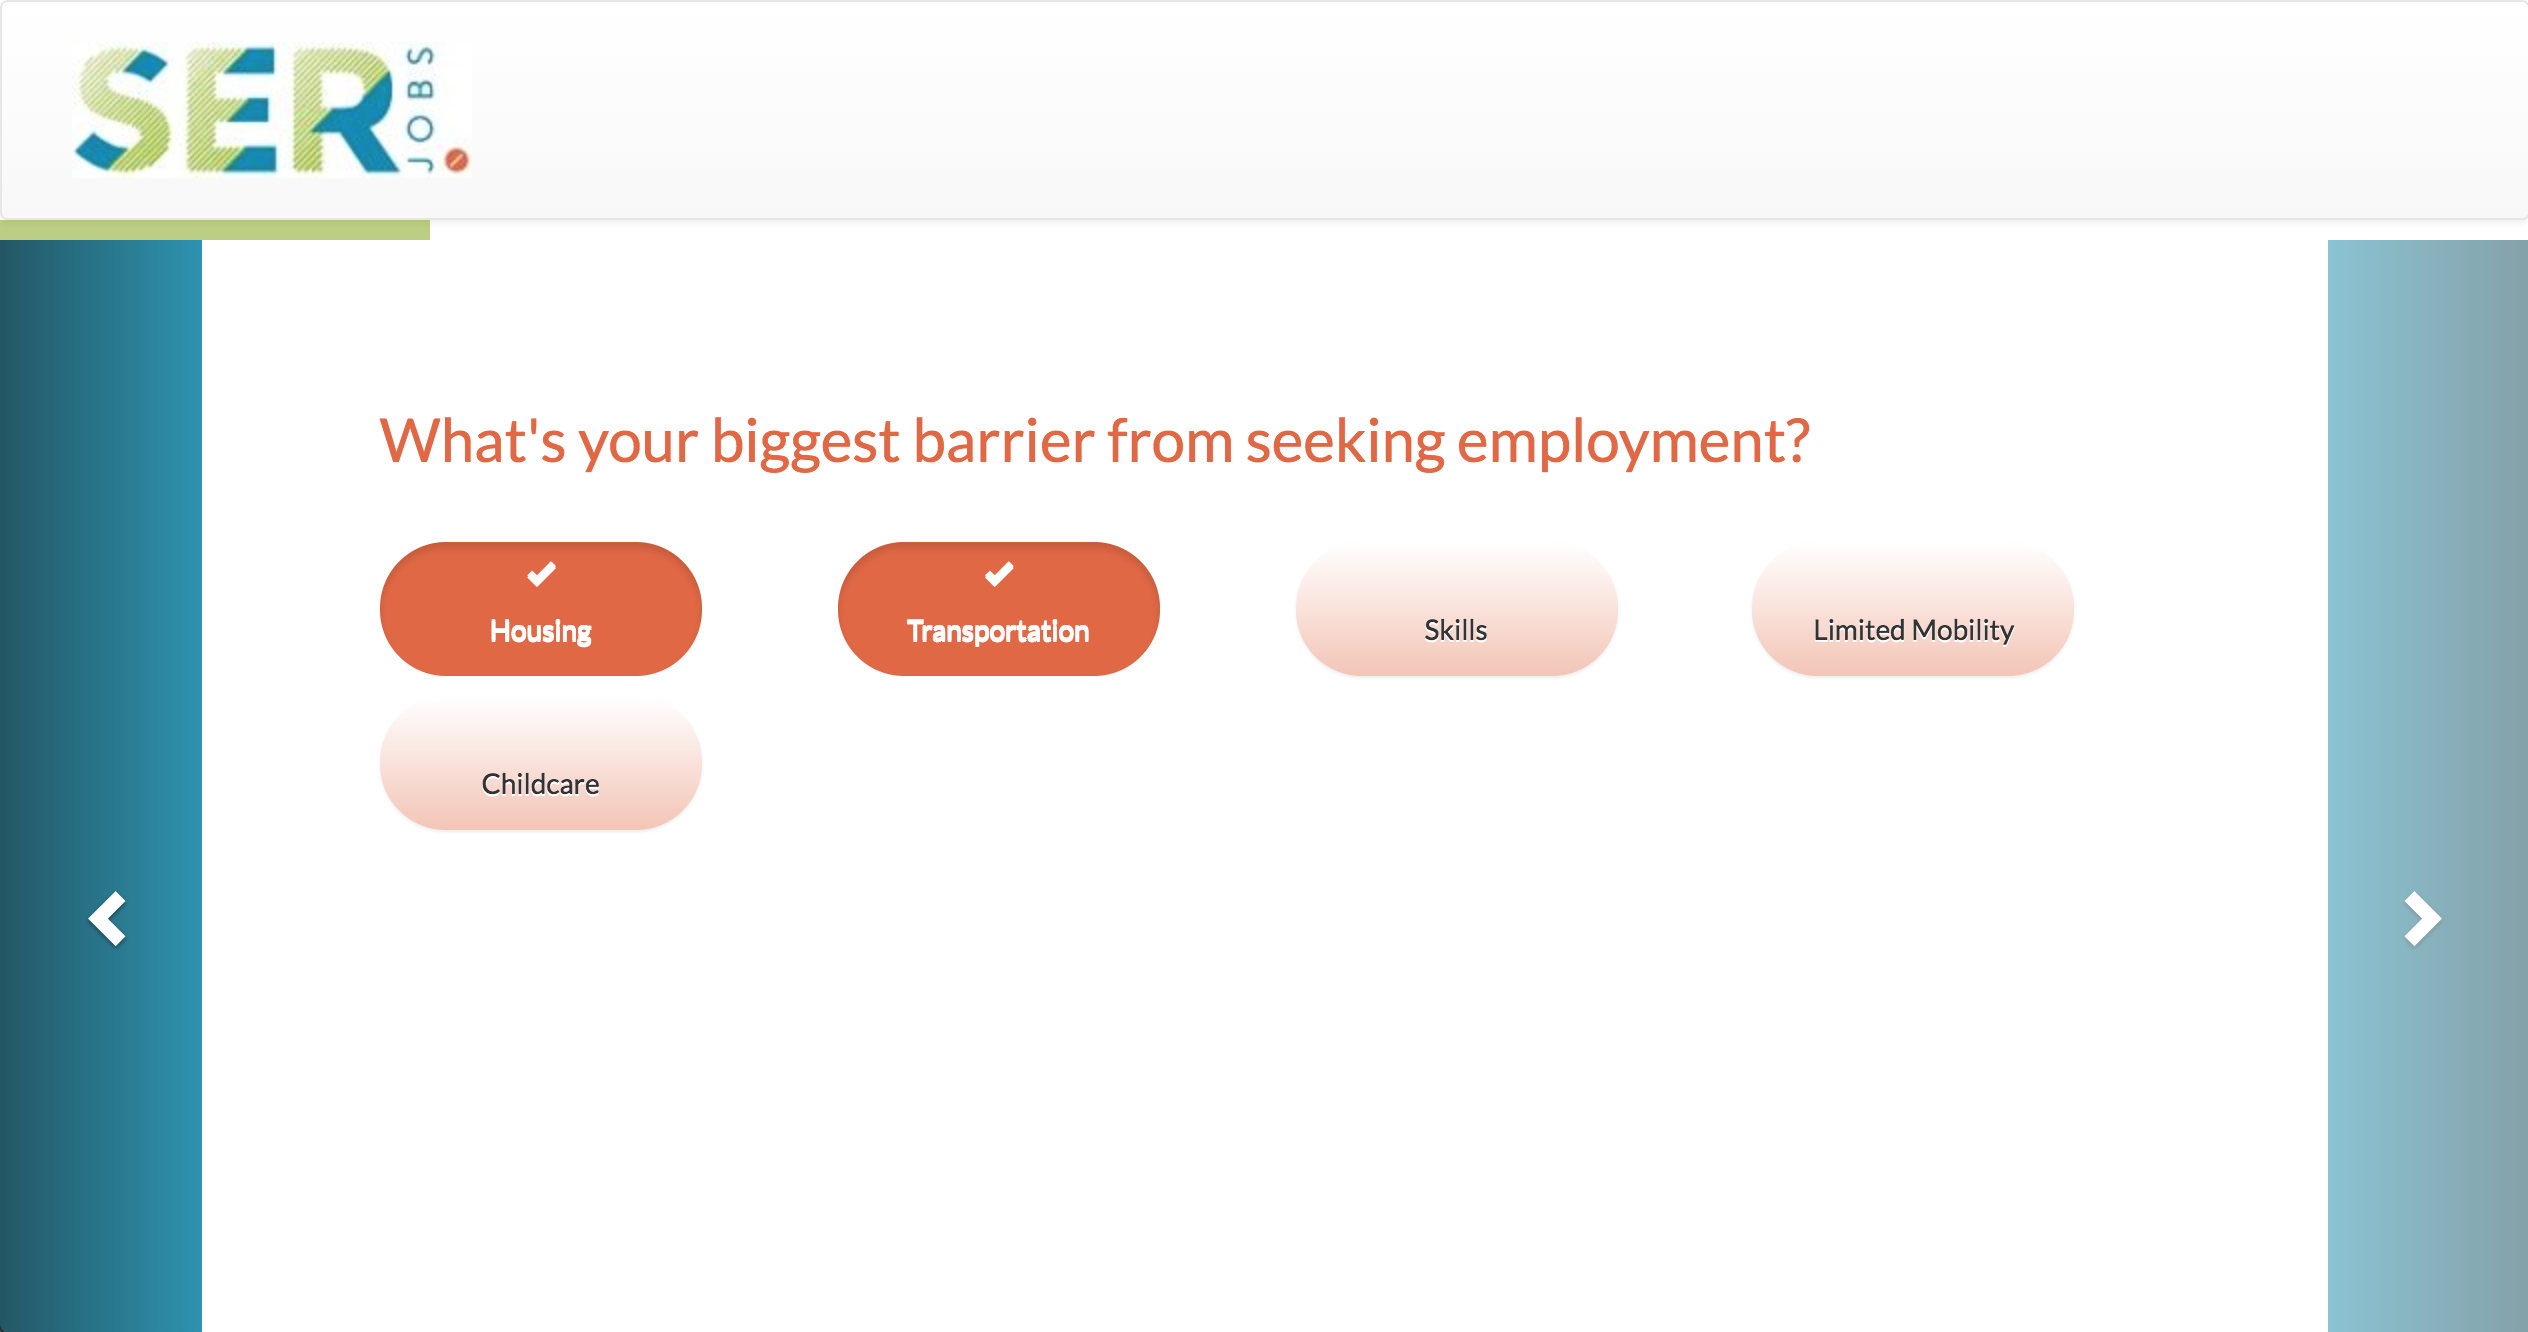 SER JOBS
What's your biggest barrier from seeking employment?
Housing
Transportation
Skills
Limited Mobility
Childcare